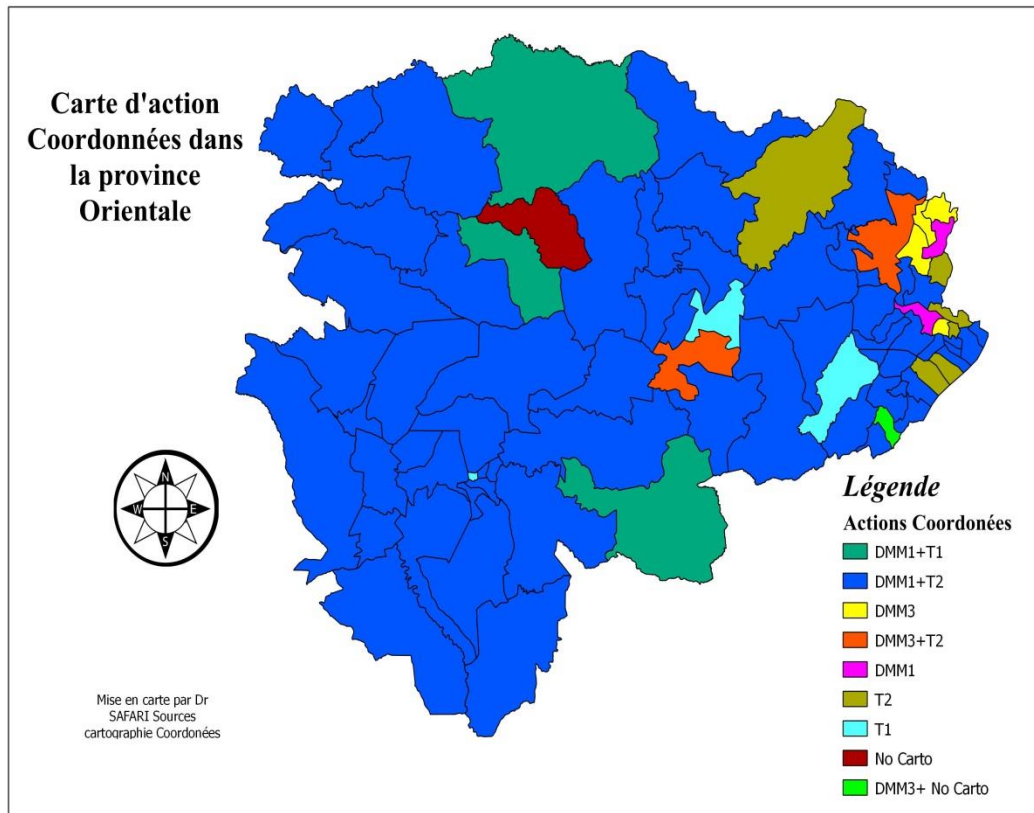 Carte d'action
Coordonnées dans
la province
Orientale
N
W
E
S
Mise en carte par Dr
SAFARI Sources
cartographie Coordonées
Légende
Actions Coordonées
DMM1+T1
DMM1+T2
DMM3
DMM3+T2
DMM1
T2
T1
No Carto
DMM3+ No Carto